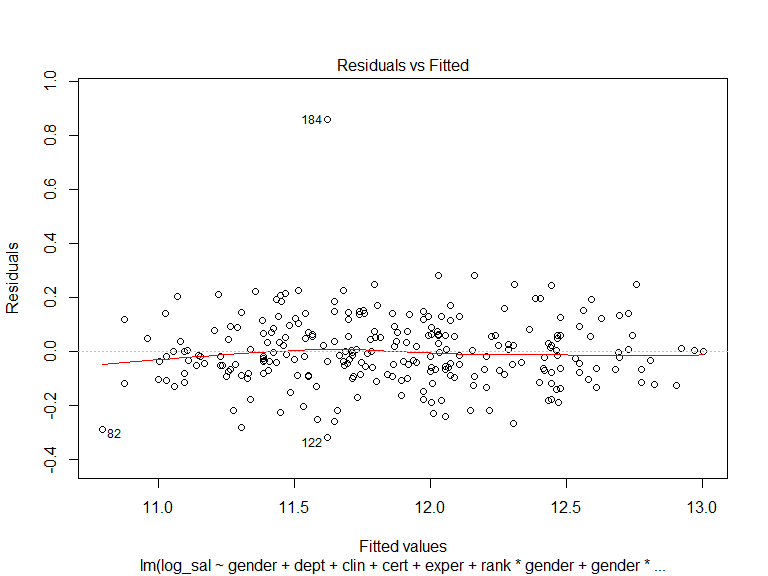 Residuals vs Fitted
1.0
0.8
0.6
0.4
0.2
0.0
-0.2
-0.4
Residuals
184
82
122
11.0 11.5 12.0 12.5 13.0
Fitted values
lm(log_sal ~ gender + dept + clin + cert + exper + rank * gender + gender * ...